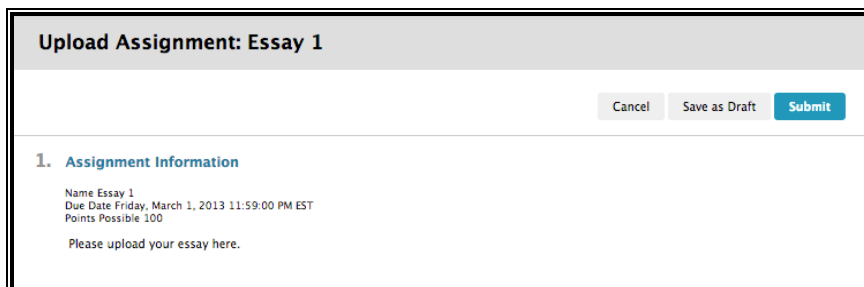 Upload Assignment: Essay 1
Cancel Save as Draft Submit
1. Assignment Information
Name Essay 1
Due Date Friday, March 1, 2013 11:59:00 PM EST
Points Possible 100
Please upload your essay here.